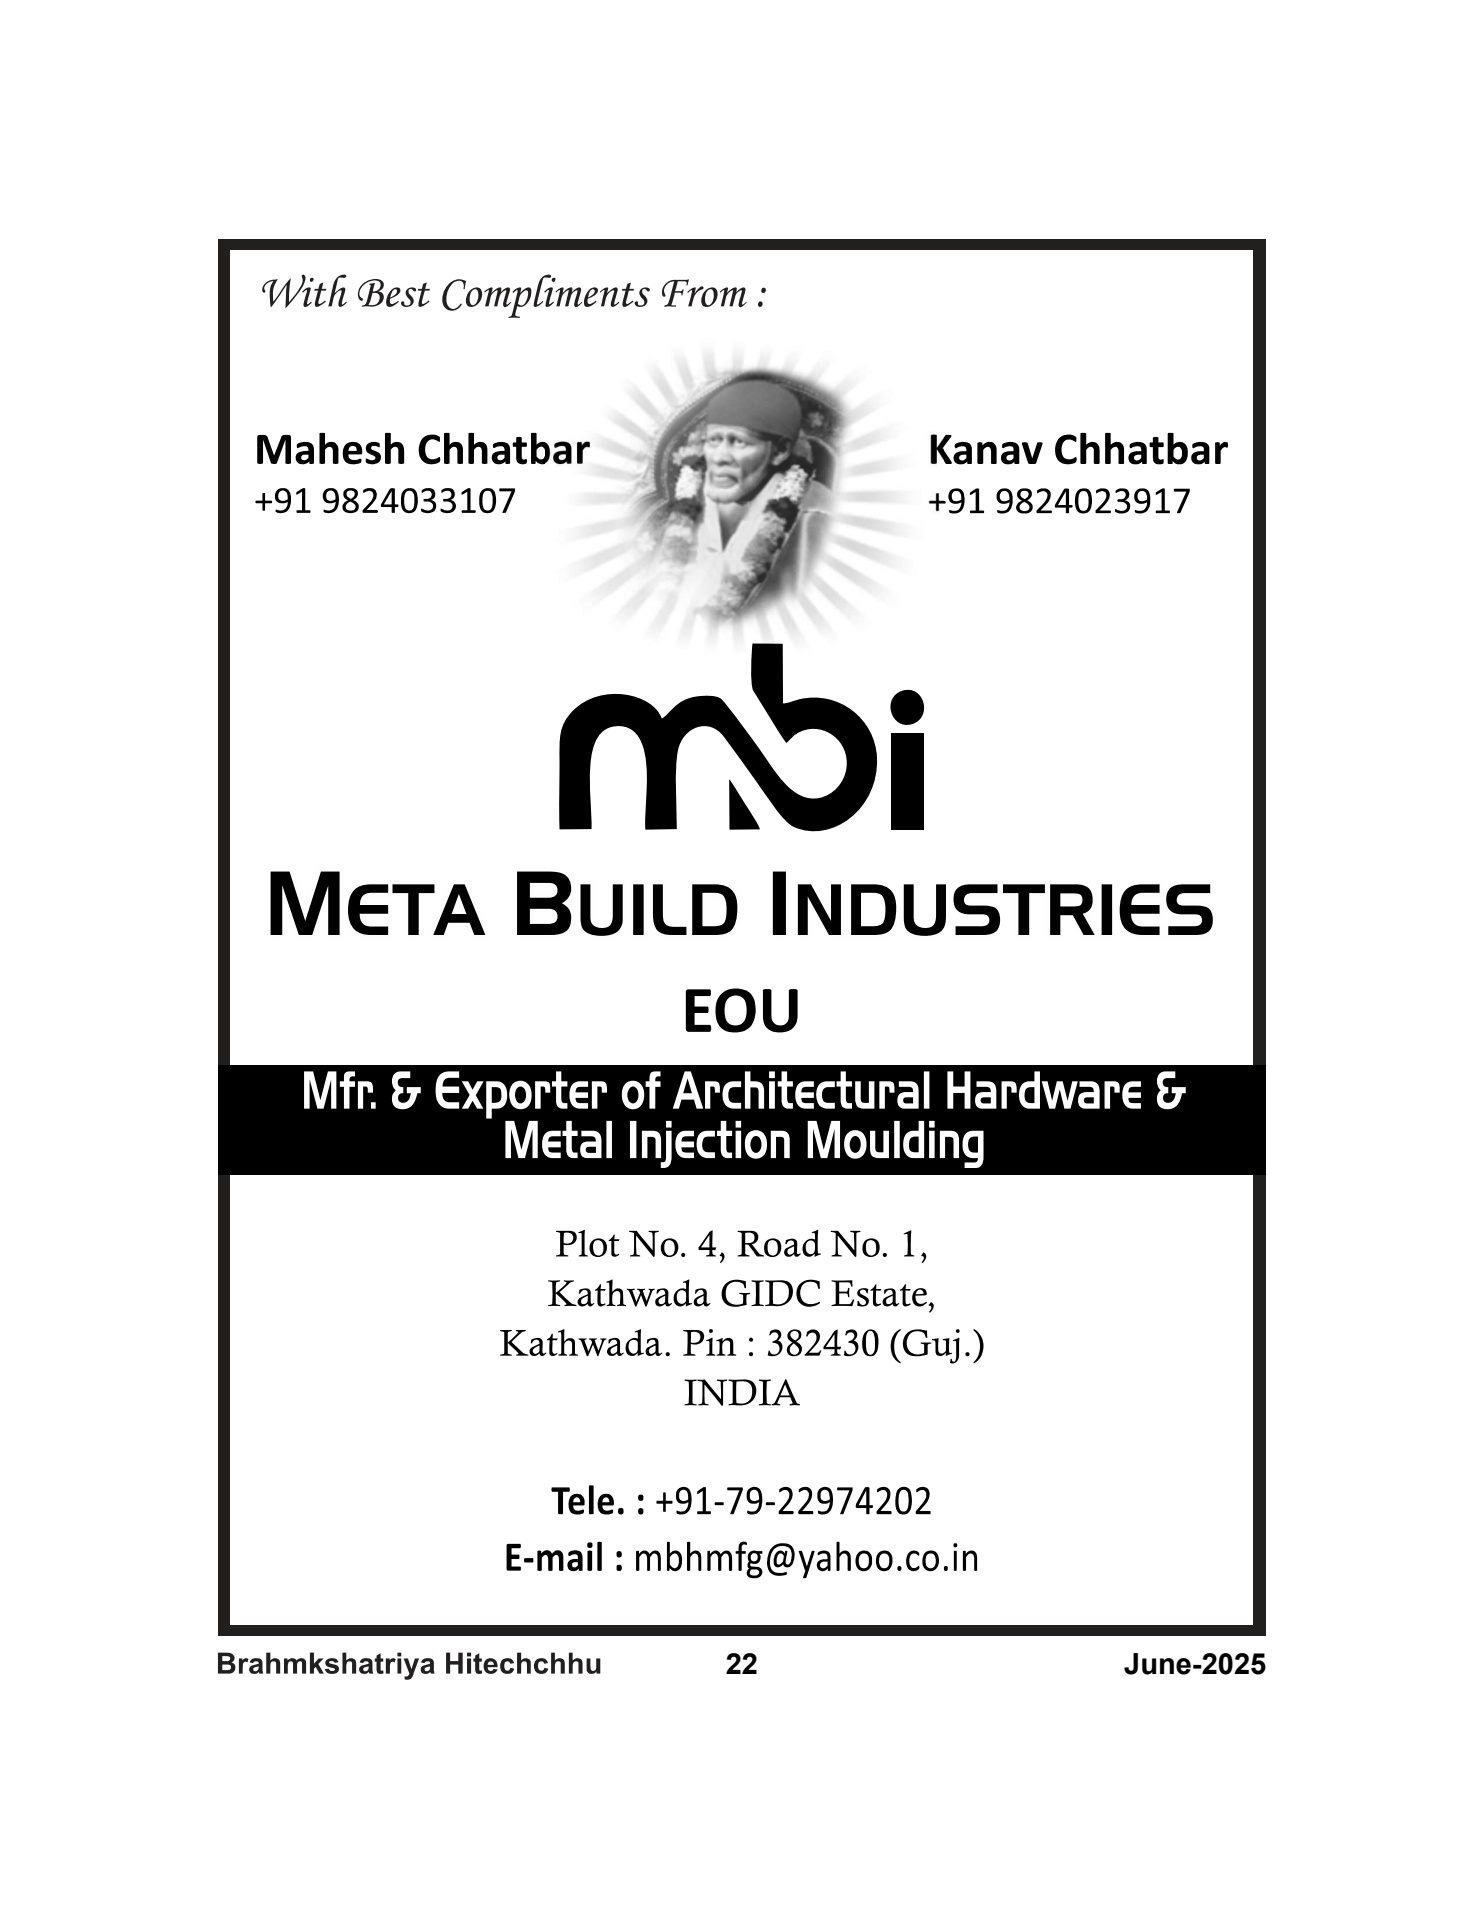 With Best Compliments From :
Mahesh Chhatbar
+91 9824033107
Kanav Chhatbar
+91 9824023917
mbi
META BUILD INDUSTRIES
EOU
Mfr. & Exporter of Architectural Hardware &
Metal Injection Moulding
Plot No. 4, Road No. 1,
Kathwada GIDC Estate,
Kathwada. Pin : 382430 (Guj.)
INDIA
Tele. : +91-79-22974202
E-mail : mbhmfg@yahoo.co.in
Brahmkshatriya Hitechchhu 22 June-2025